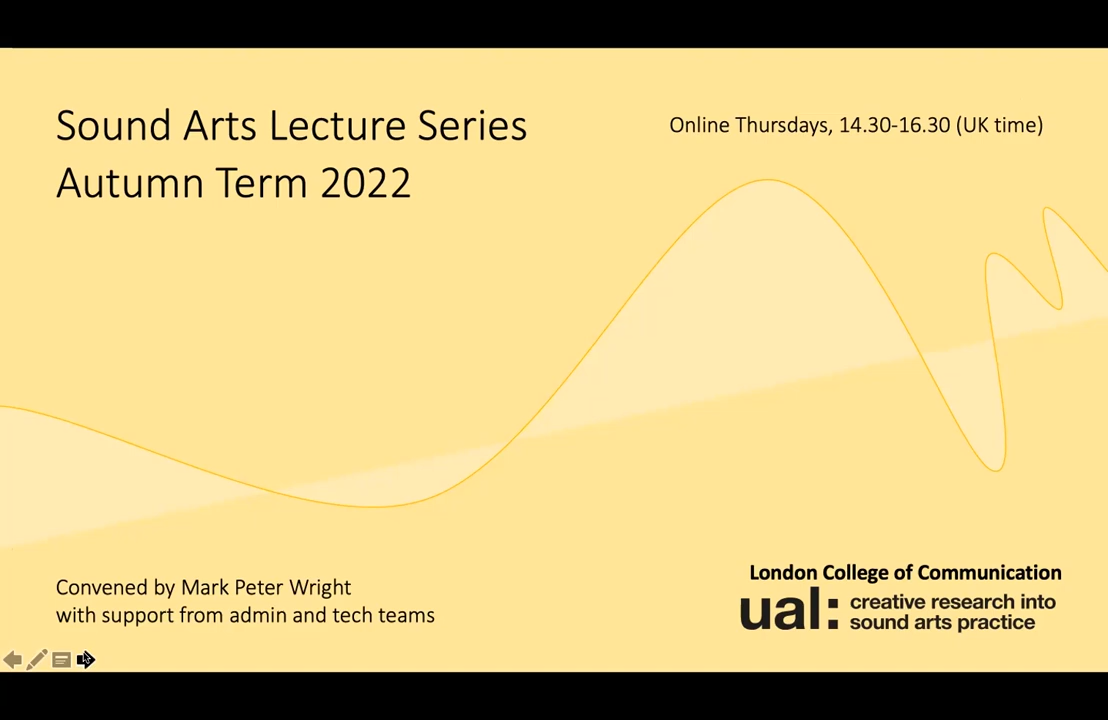 Sound Arts Lecture Series
Autumn Term 2022
Online Thursdays, 14.30-16.30 (UK time)
Convened by Mark Peter Wright
with support from admin and tech teams
London College of Communication
ual: creative research into
sound arts practice